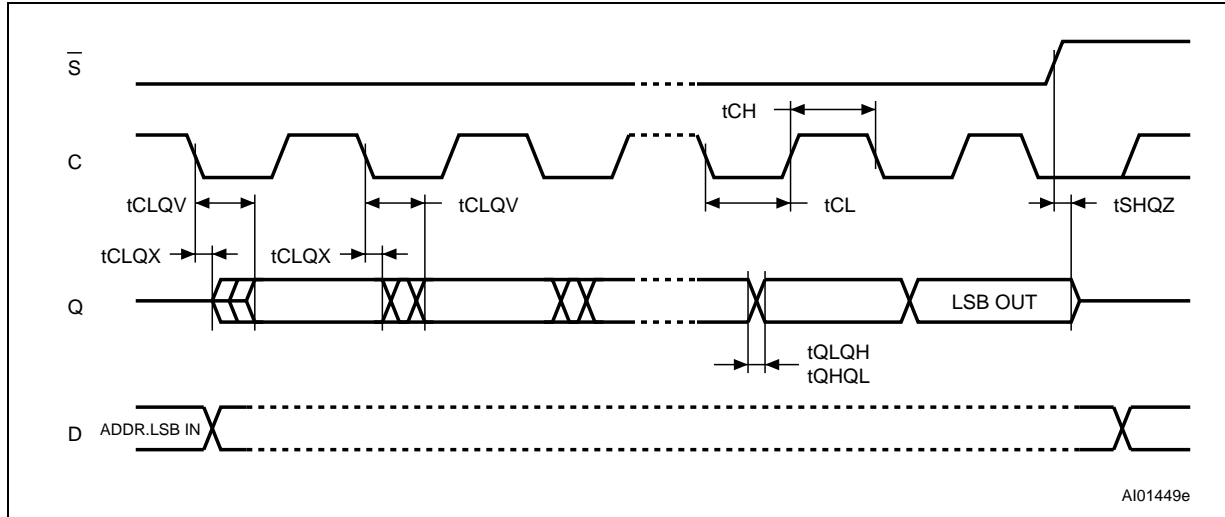 S
tCH
C
tCLQV
tCLQV
tCL
tSHQZ
tCLQX
tCLQX
Q
LSB OUT
tQLQH
tQHQL
D
ADDR.LSB IN
AI01449e